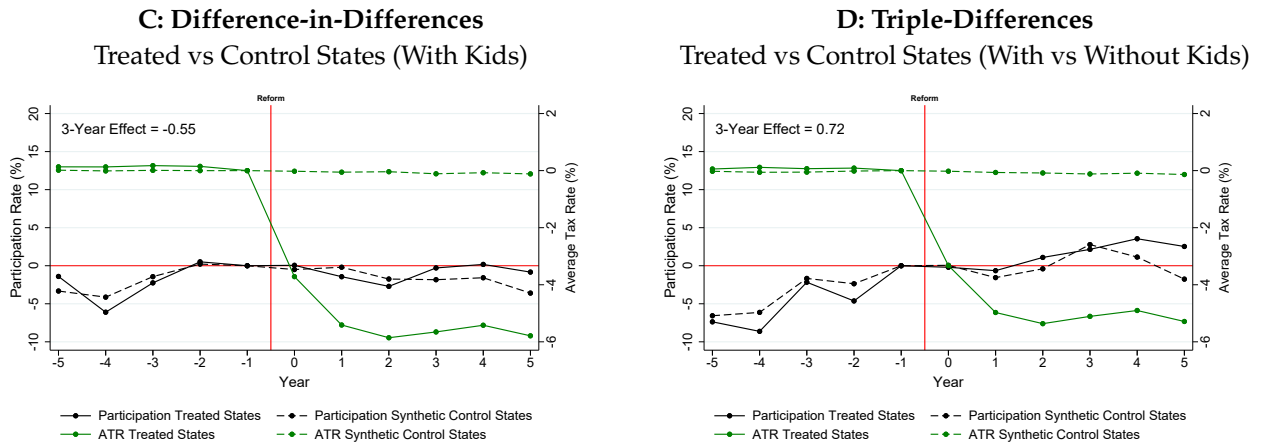 C: Difference-in-Differences
Treated vs Control States (With Kids)
Reform
3-Year Effect = -0.55
Participation Rate (%)
20
15
10
5
0
-5
-10
Average Tax Rate (%)
2
0
-2
-4
-6
-5 -4 -3 -2 -1 0 1 2 3 4 5
Year
Participation Treated States Participation Synthetic Control States
ATR Treated States ATR Synthetic Control States
D: Triple-Differences
Treated vs Control States (With vs Without Kids)
Reform
3-Year Effect = 0.72
Participation Rate (%)
20
15
10
5
0
-5
-10
Average Tax Rate (%)
2
0
-2
-4
-6
-5 -4 -3 -2 -1 0 1 2 3 4 5
Year
Participation Treated States Participation Synthetic Control States
ATR Treated States ATR Synthetic Control States